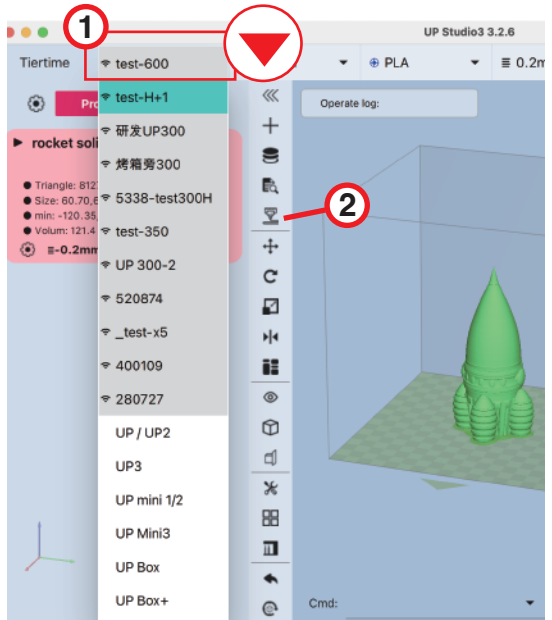 1
UP Studio3 3.2.6
Tiertime
test-600
PLA
0.2m
test-H+1
Operate log:
Pr
研发UP300
rocket soli
烤箱旁300
Triangle: 812
Size: 60.70,6
5338-test300H
min: -120.35,
2
Volum: 121.4
test-350
-0.2mm
UP 300-2
520874
_test-x5
400109
280727
UP / UP2
UP3
UP mini 1/2
UP Mini3
UP Box
UP Box+
Cmd: